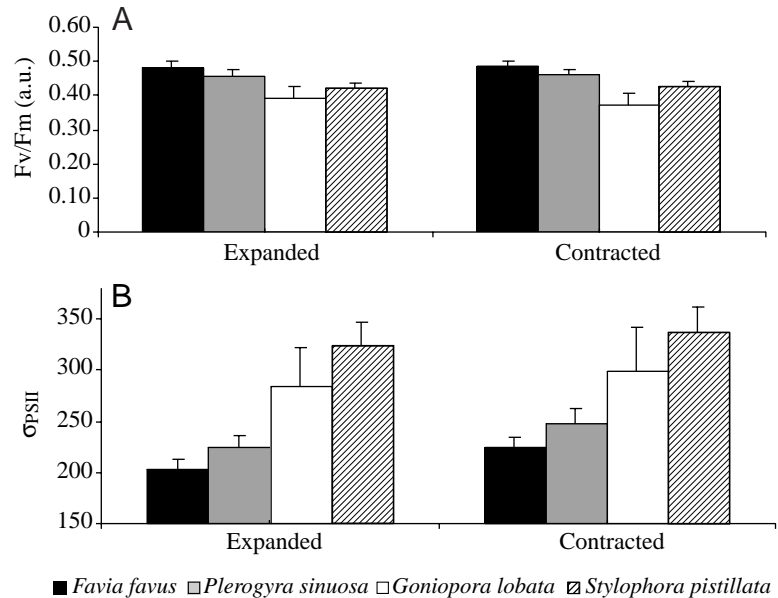 A
Fv/Fm (a.u.)
0.60
0.50
0.40
0.30
0.20
0.10
0
Expanded Contracted
B
σPSII
350
300
250
200
150
Expanded Contracted
Favia favus Plerogyra sinuosa Goniopora lobata Stylophora pistillata